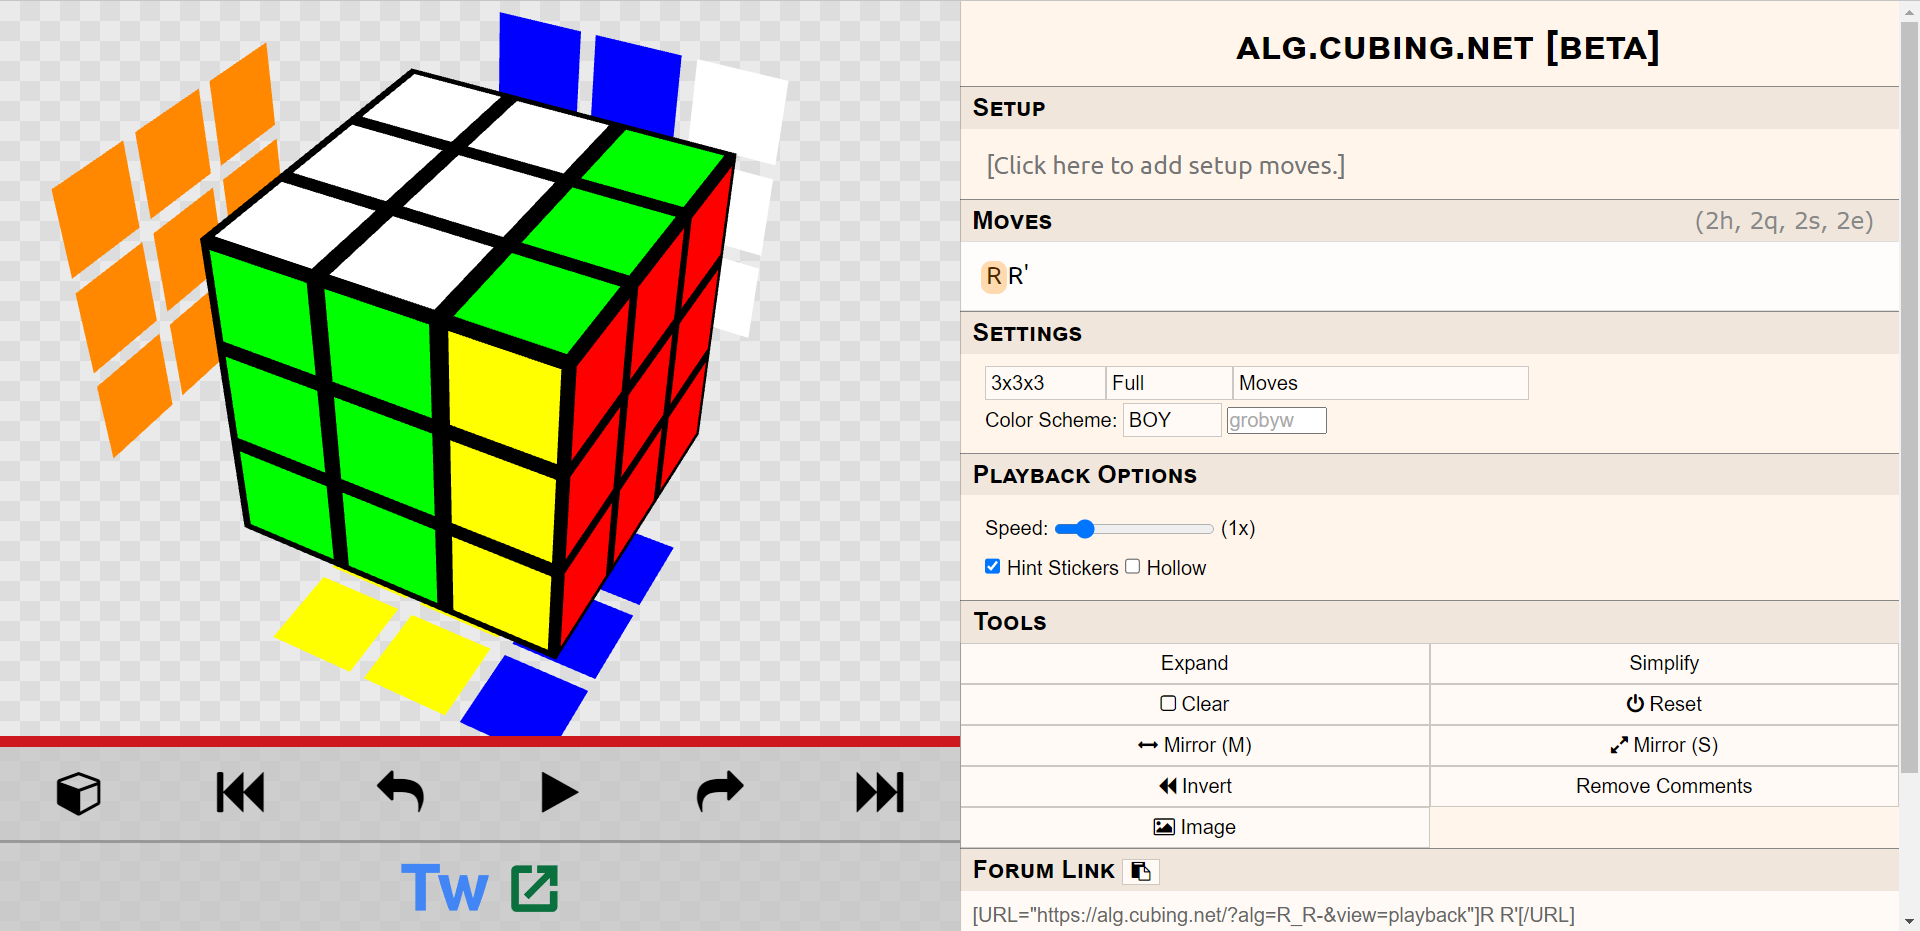 ALG.CUBING.NET [BETA]
SETUP
[Click here to add setup moves.]
MOVES (2h, 2q, 2s, 2e)
R R'
SETTINGS
3x3x3 Full Moves
Color Scheme: BOY grobyw
PLAYBACK OPTIONS
Speed: (1x)
Hint Stickers Hollow
TOOLS
Expand Simplify
Clear Reset
Mirror (M) Mirror (S)
Invert Remove Comments
Image
FORUM LINK
[URL="https://alg.cubing.net/?alg=R_R-&view=playback"]R R'[/URL]
Tw